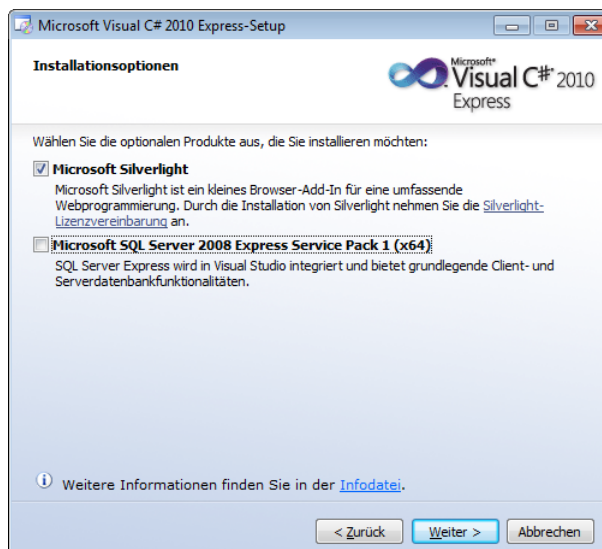 Microsoft Visual C# 2010 Express-Setup
Installationsoptionen
Microsoft®
Visual C#® 2010
Express
Wählen Sie die optionalen Produkte aus, die Sie installieren möchten:
Microsoft Silverlight
Microsoft Silverlight ist ein kleines Browser-Add-In für eine umfassende
Webprogrammierung. Durch die Installation von Silverlight nehmen Sie die Silverlight-
Lizenzvereinbarung an.
Microsoft SQL Server 2008 Express Service Pack 1 (x64)
SQL Server Express wird in Visual Studio integriert und bietet grundlegende Client- und
Serverdatenbankfunktionalitäten.
Weitere Informationen finden Sie in der Infodatei.
< Zurück Weiter > Abbrechen